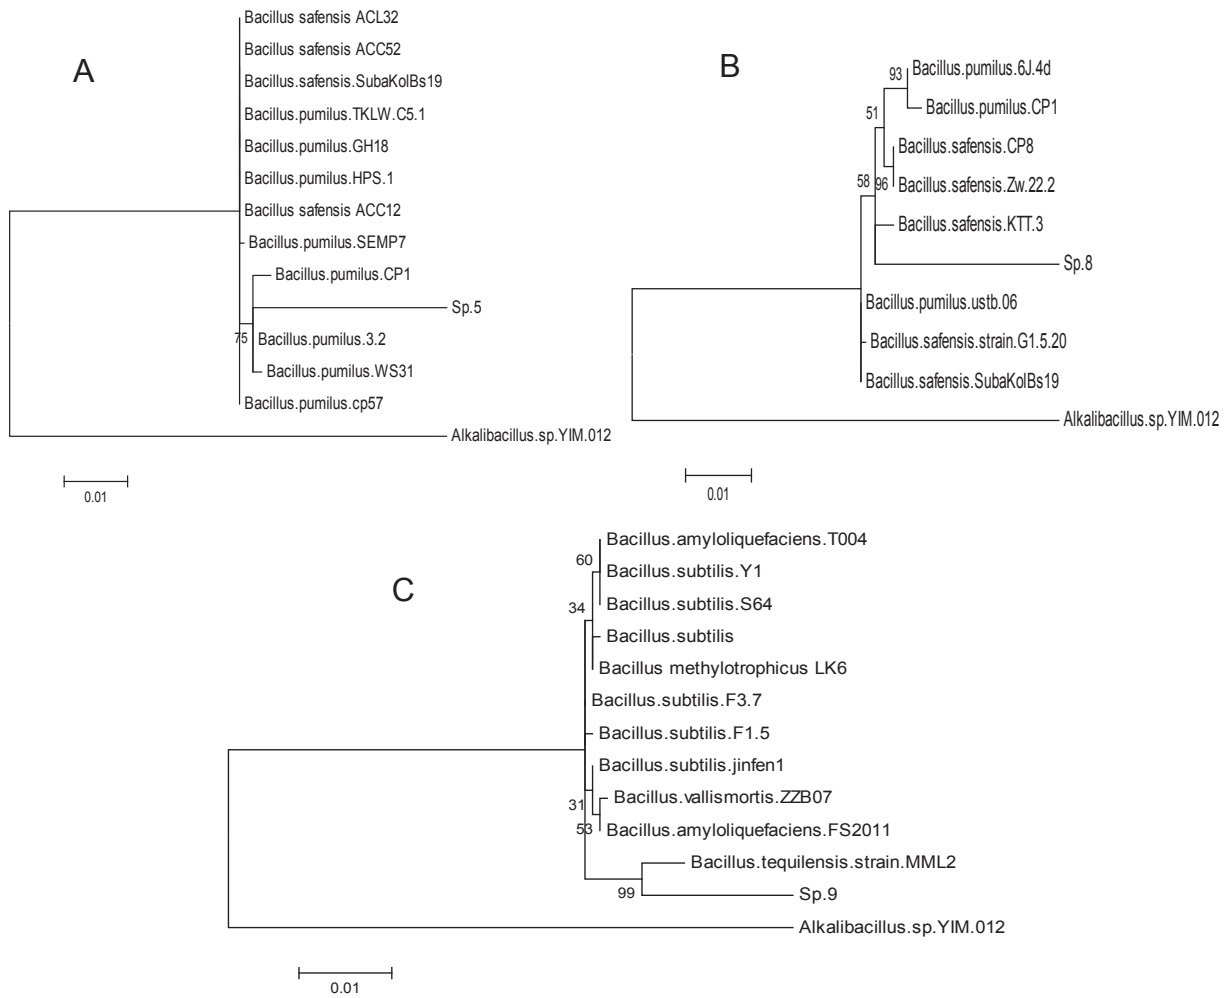 A
Bacillus safensis ACL32
Bacillus safensis ACC52
Bacillus.safensis.SubaKolBs19
Bacillus.pumilus.TKLW.C5.1
Bacillus.pumilus.GH18
Bacillus.pumilus.HPS.1
Bacillus safensis ACC12
Bacillus.pumilus.SEMP7
Bacillus.pumilus.CP1
Sp.5
75
Bacillus.pumilus.3.2
Bacillus.pumilus.WS31
Bacillus.pumilus.cp57
Alkalibacillus.sp.YIM.012
0.01
B
93
Bacillus.pumilus.6J.4d
Bacillus.pumilus.CP1
51
Bacillus.safensis.CP8
58
96
Bacillus.safensis.Zw.22.2
Bacillus.safensis.KTT.3
Sp.8
Bacillus.pumilus.ustb.06
Bacillus.safensis.strain.G1.5.20
Bacillus.safensis.SubaKolBs19
Alkalibacillus.sp.YIM.012
0.01
C
Bacillus.amyloliquefaciens.T004
60
Bacillus.subtilis.Y1
34
Bacillus.subtilis.S64
Bacillus.subtilis
Bacillus methylotrophicus LK6
Bacillus.subtilis.F3.7
Bacillus.subtilis.F1.5
Bacillus.subtilis.jinfen1
31
Bacillus.vallismortis.ZZB07
53
Bacillus.amyloliquefaciens.FS2011
Bacillus.tequilensis.strain.MML2
99
Sp.9
Alkalibacillus.sp.YIM.012
0.01